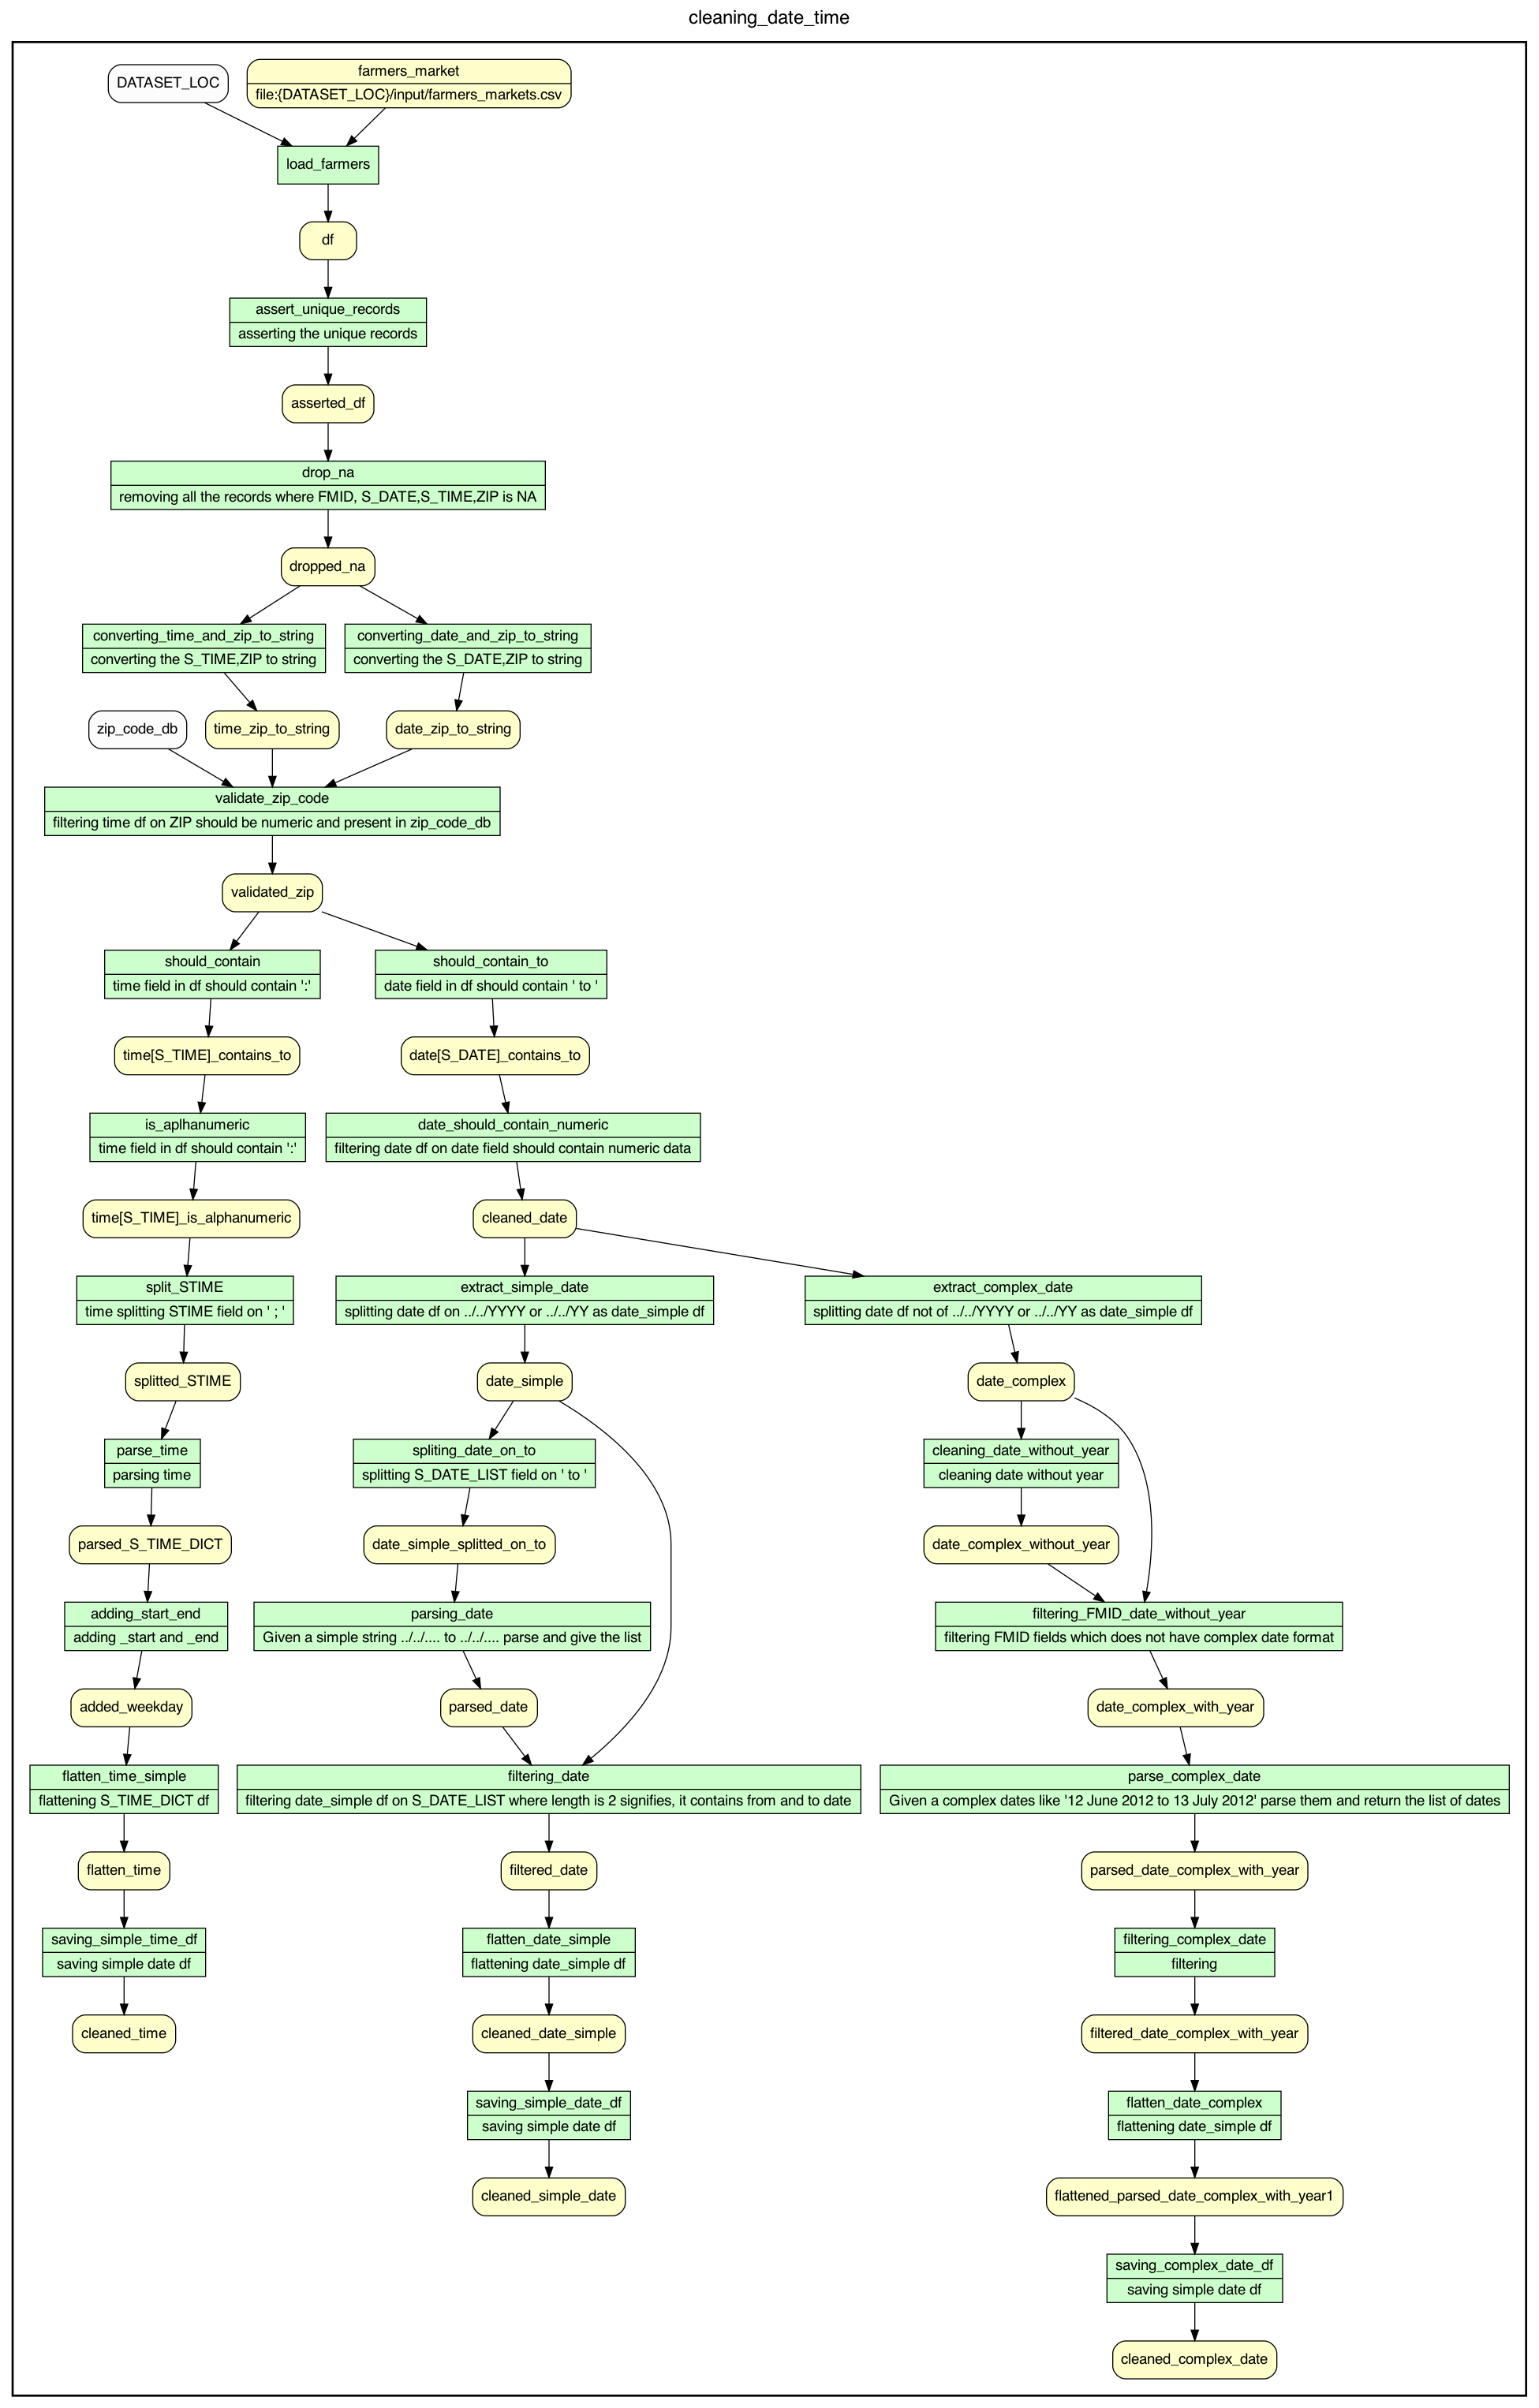 cleaning_date_time
DATASET_LOC
farmers_market
file:{DATASET_LOC}/input/farmers_markets.csv
load_farmers
df
assert_unique_records
asserting the unique records
asserted_df
drop_na
removing all the records where FMID, S_DATE,S_TIME,ZIP is NA
dropped_na
converting_time_and_zip_to_string
converting the S_TIME,ZIP to string
converting_date_and_zip_to_string
converting the S_DATE,ZIP to string
zip_code_db
time_zip_to_string
date_zip_to_string
validate_zip_code
filtering time df on ZIP should be numeric and present in zip_code_db
validated_zip
should_contain
time field in df should contain ':'
should_contain_to
date field in df should contain ' to '
time[S_TIME]_contains_to
date[S_DATE]_contains_to
is_aplhanumeric
time field in df should contain ':'
date_should_contain_numeric
filtering date df on date field should contain numeric data
time[S_TIME]_is_alphanumeric
cleaned_date
split_STIME
time splitting STIME field on ' ; '
extract_simple_date
splitting date df on ../../YYYY or ../../YY as date_simple df
extract_complex_date
splitting date df not of ../../YYYY or ../../YY as date_simple df
splitted_STIME
date_simple
date_complex
parse_time
parsing time
spliting_date_on_to
splitting S_DATE_LIST field on ' to '
cleaning_date_without_year
cleaning date without year
parsed_S_TIME_DICT
date_simple_splitted_on_to
date_complex_without_year
adding_start_end
adding _start and _end
parsing_date
Given a simple string ../../.... to ../../.... parse and give the list
filtering_FMID_date_without_year
filtering FMID fields which does not have complex date format
added_weekday
parsed_date
date_complex_with_year
flatten_time_simple
flattening S_TIME_DICT df
filtering_date
filtering date_simple df on S_DATE_LIST where length is 2 signifies, it contains from and to date
parse_complex_date
Given a complex dates like '12 June 2012 to 13 July 2012' parse them and return the list of dates
flatten_time
filtered_date
parsed_date_complex_with_year
saving_simple_time_df
saving simple date df
flatten_date_simple
flattening date_simple df
filtering_complex_date
filtering
cleaned_time
cleaned_date_simple
filtered_date_complex_with_year
saving_simple_date_df
saving simple date df
flatten_date_complex
flattening date_simple df
cleaned_simple_date
flattened_parsed_date_complex_with_year1
saving_complex_date_df
saving simple date df
cleaned_complex_date